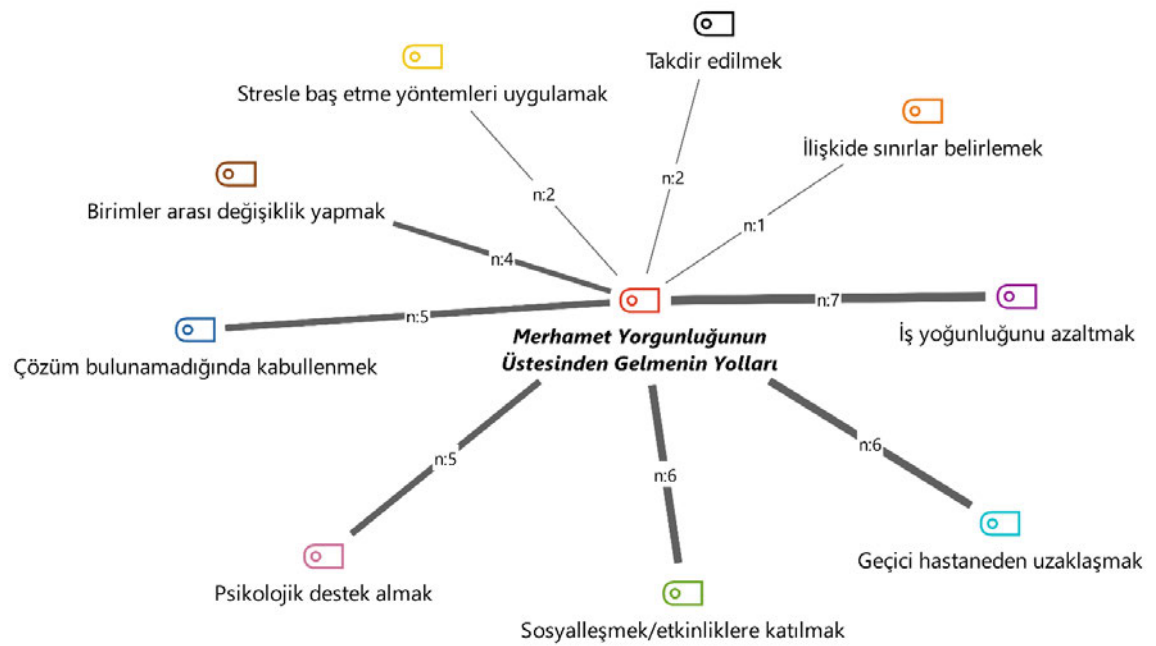 Takdir edilmek
Stresle baş etme yöntemleri uygulamak
İlişkide sınırlar belirlemek
n:2
n:2
Birimler arası değişiklik yapmak
n:1
n:4
n:7
n:5
İş yoğunluğunu azaltmak
Merhamet Yorgunluğunun
Üstesinden Gelmenin Yolları
Çözüm bulunamadığında kabullenmek
n:5
n:6
n:6
Geçici hastaneden uzaklaşmak
Psikolojik destek almak
Sosyalleşmek/etkinliklere katılmak